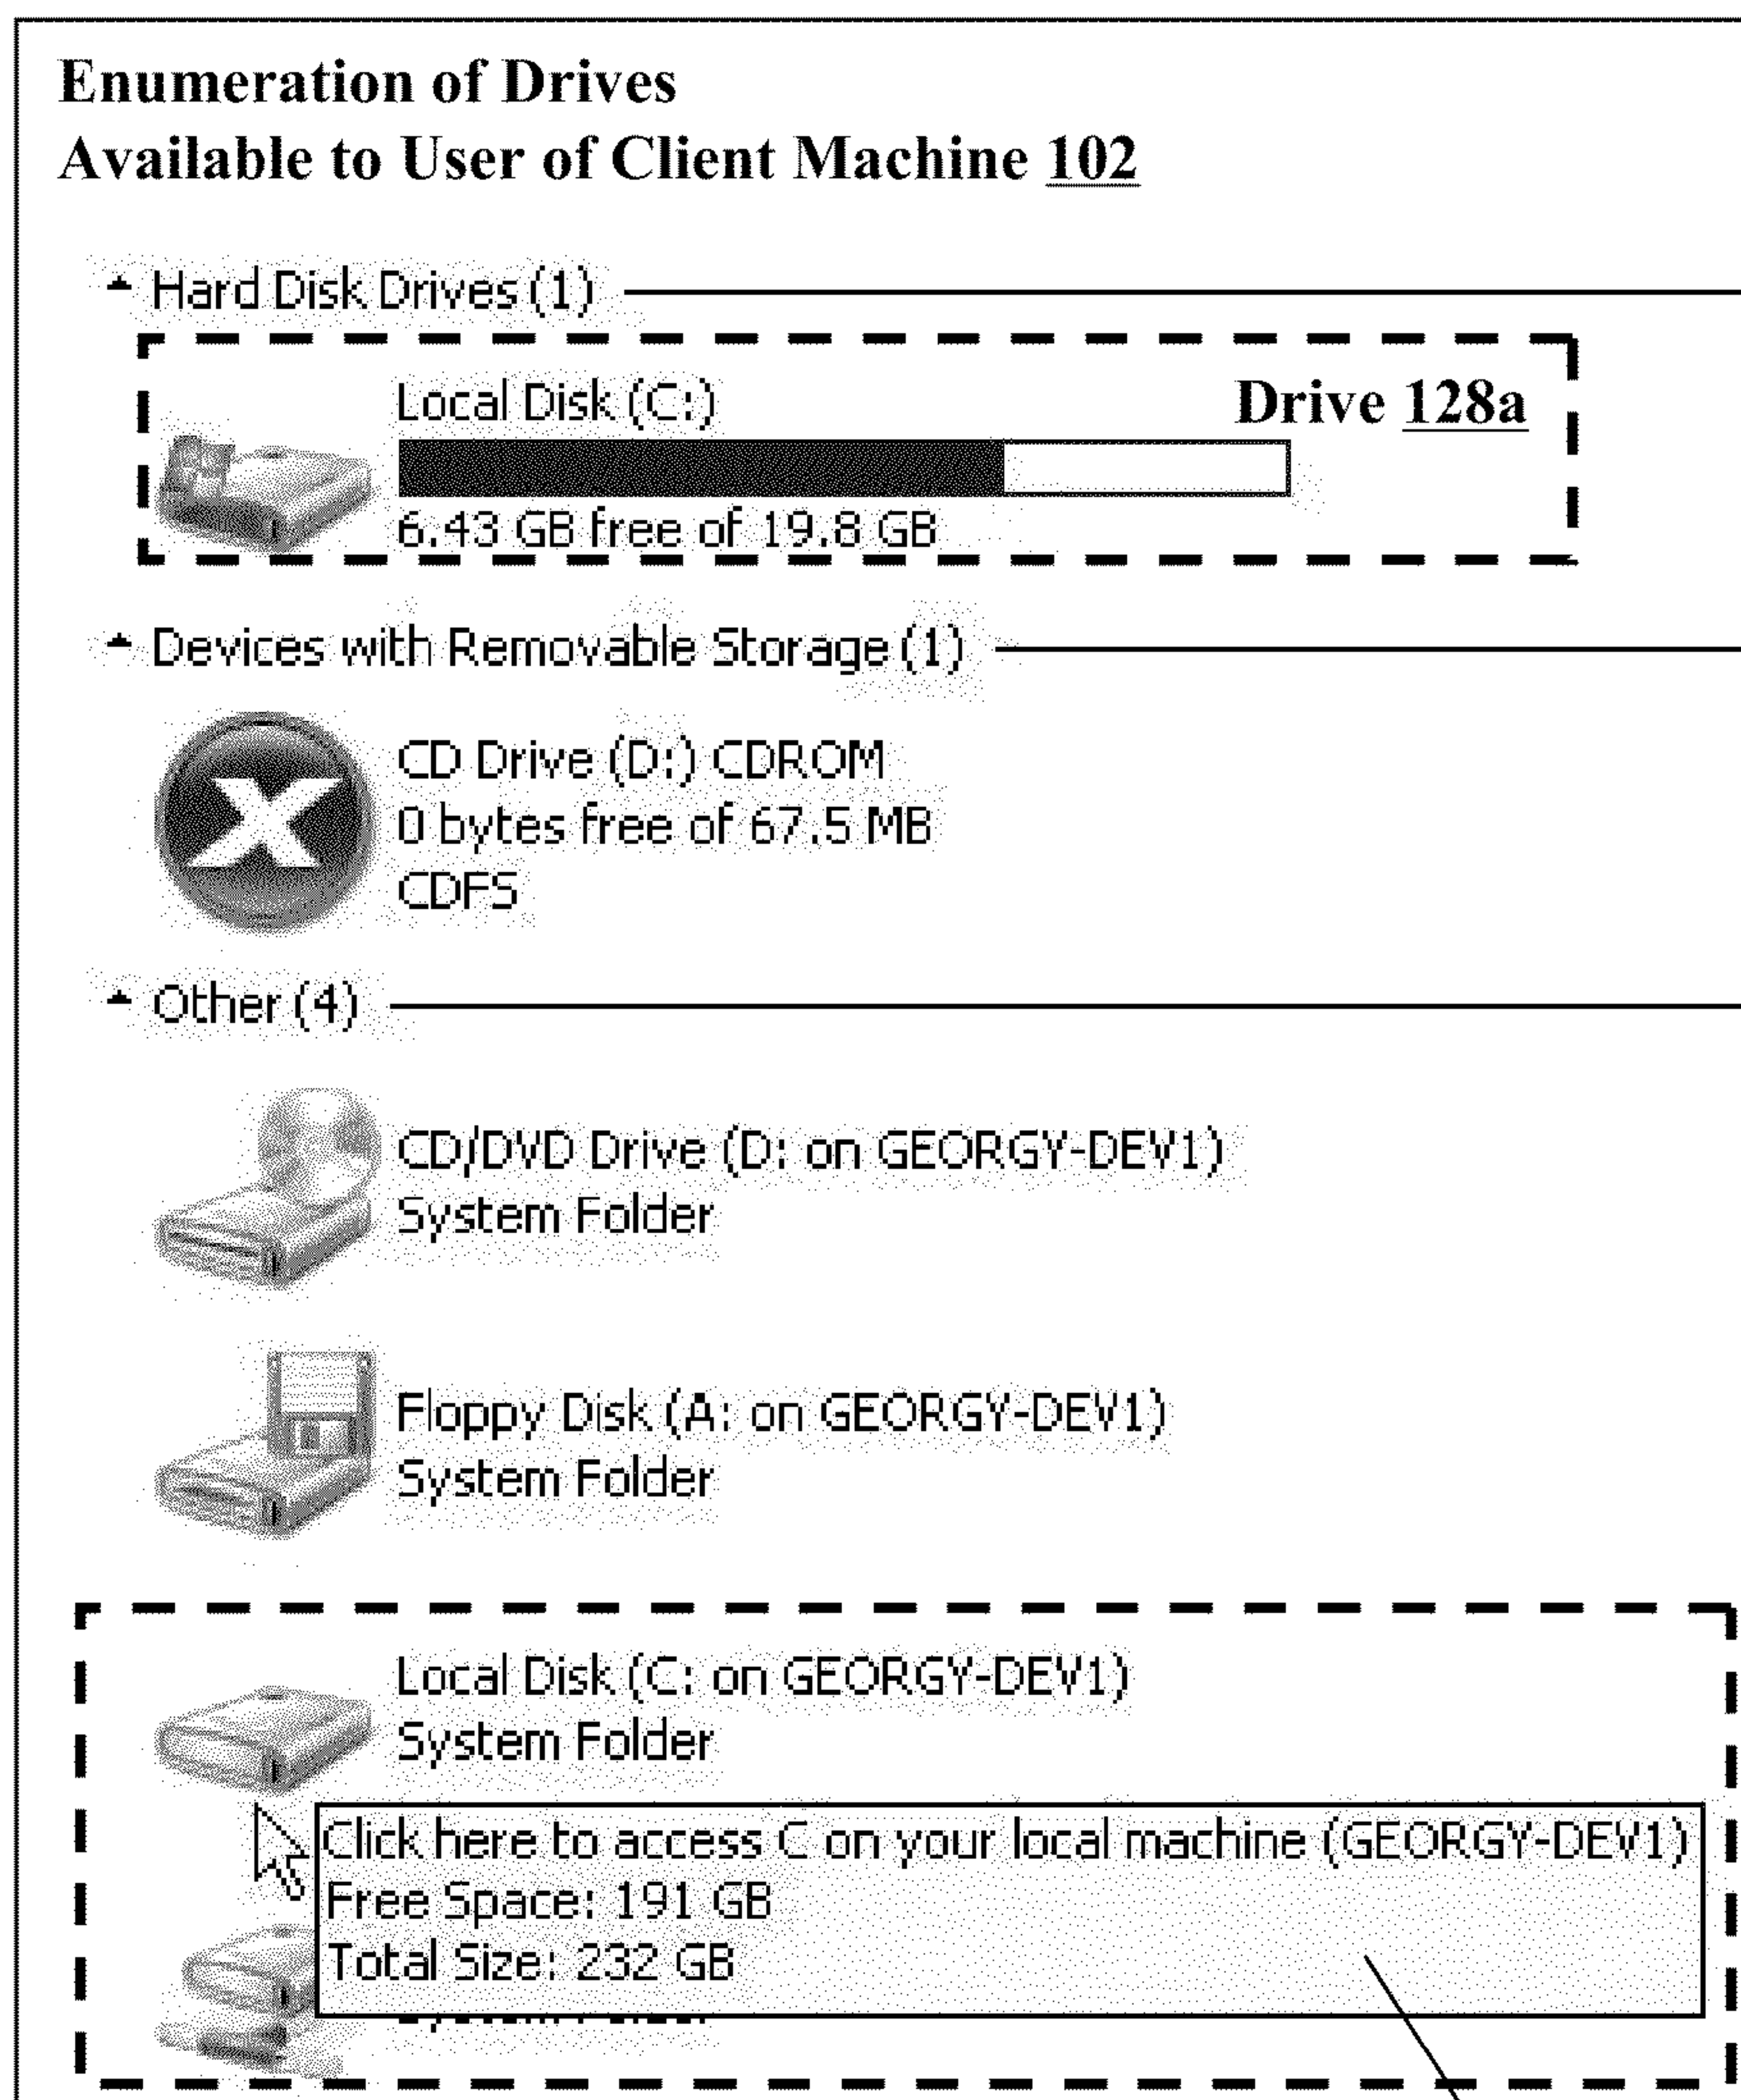 Enumeration of Drives
Available to User of Client Machine 102
Hard Disk Drives (1)
Local Disk (C:)
Drive 128a
6.43 GB free of 19.8 GB
Devices with Removable Storage (1)
CD Drive (D:) CDROM
0 bytes free of 67.5 MB
CDFS
Other (4)
CD/DVD Drive (D: on GEORGY-DEV1)
System Folder
Floppy Disk (A: on GEORGY-DEV1)
System Folder
Local Disk (C: on GEORGY-DEV1)
System Folder
Click here to access C on your local machine (GEORGY-DEV1)
Free Space: 191 GB
Total Size: 232 GB